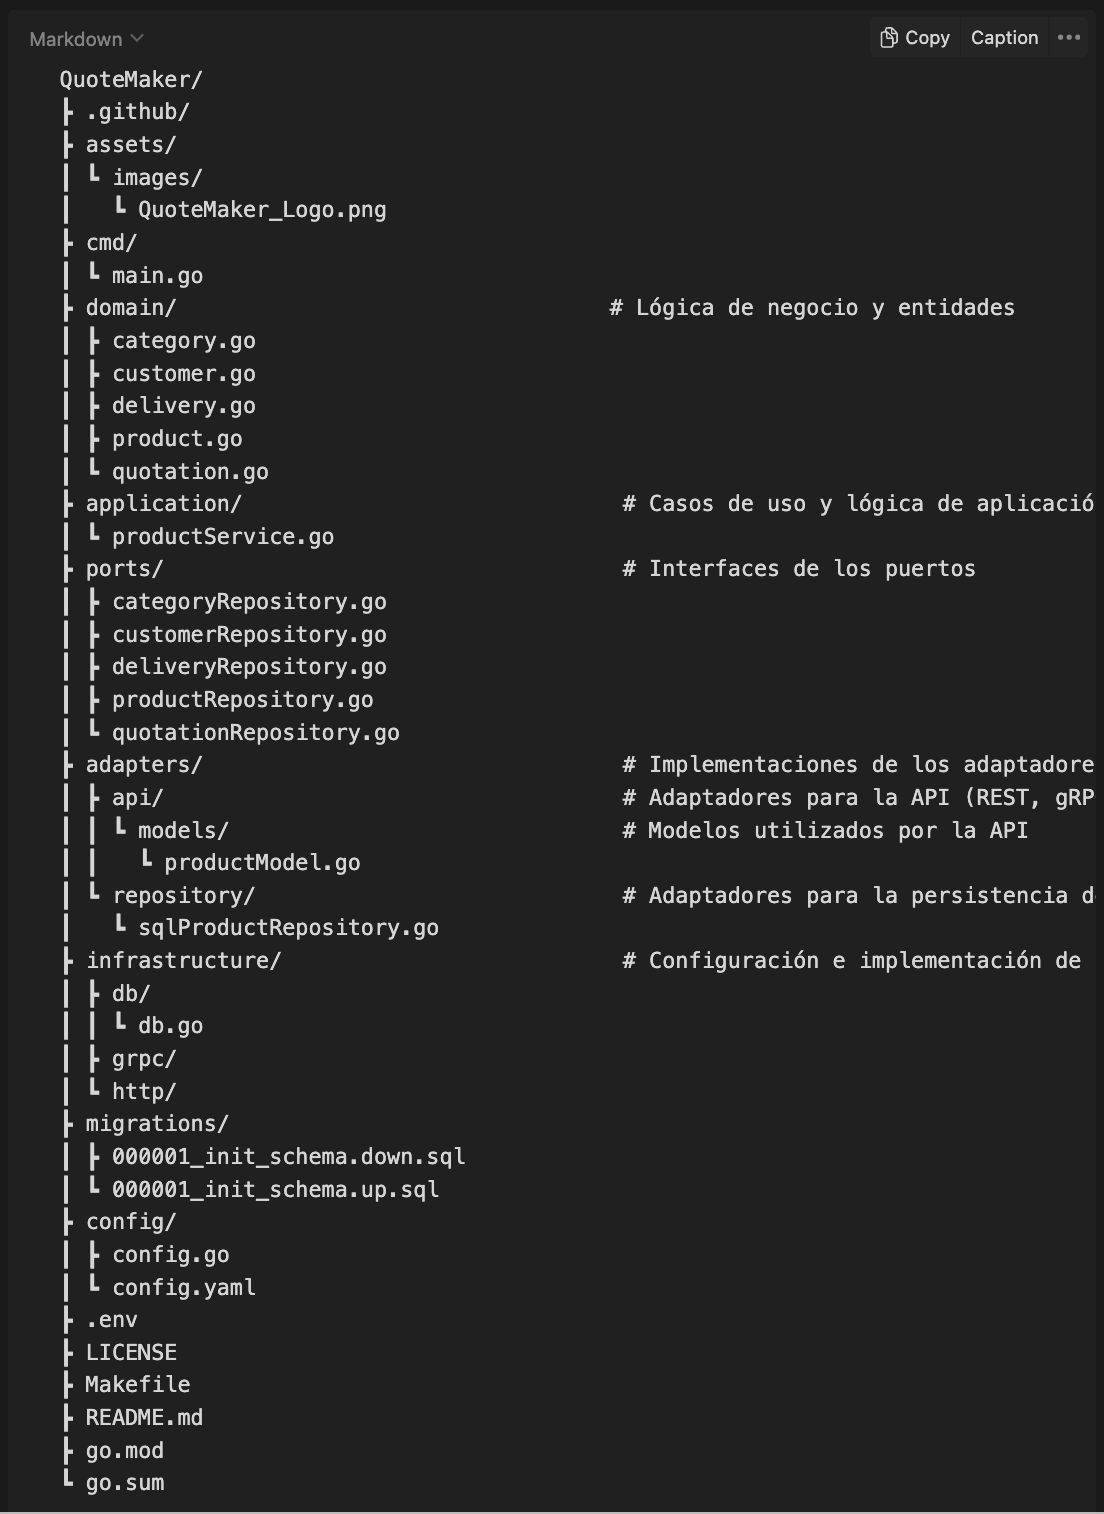 Markdown
Copy Caption •••
QuoteMaker/
┣ .github/
┣ assets/
┃ ┗ images/
┃   ┗ QuoteMaker_Logo.png
┣ cmd/
┃ ┗ main.go
┣ domain/                                 # Lógica de negocio y entidades
┃ ┣ category.go
┃ ┣ customer.go
┃ ┣ delivery.go
┃ ┣ product.go
┃ ┗ quotation.go
┣ application/                             # Casos de uso y lógica de aplicació
┃ ┗ productService.go
┣ ports/                                   # Interfaces de los puertos
┃ ┣ categoryRepository.go
┃ ┣ customerRepository.go
┃ ┣ deliveryRepository.go
┃ ┣ productRepository.go
┃ ┗ quotationRepository.go
┣ adapters/                                # Implementaciones de los adaptadore
┃ ┣ api/                                   # Adaptadores para la API (REST, gRP
┃ ┃ ┗ models/                              # Modelos utilizados por la API
┃ ┃   ┗ productModel.go
┃ ┗ repository/                            # Adaptadores para la persistencia d
┃   ┗ sqlProductRepository.go
┣ infrastructure/                          # Configuración e implementación de
┃ ┣ db/
┃ ┃ ┗ db.go
┃ ┣ grpc/
┃ ┗ http/
┣ migrations/
┃ ┣ 000001_init_schema.down.sql
┃ ┗ 000001_init_schema.up.sql
┣ config/
┃ ┣ config.go
┃ ┗ config.yaml
┣ .env
┣ LICENSE
┣ Makefile
┣ README.md
┣ go.mod
┗ go.sum